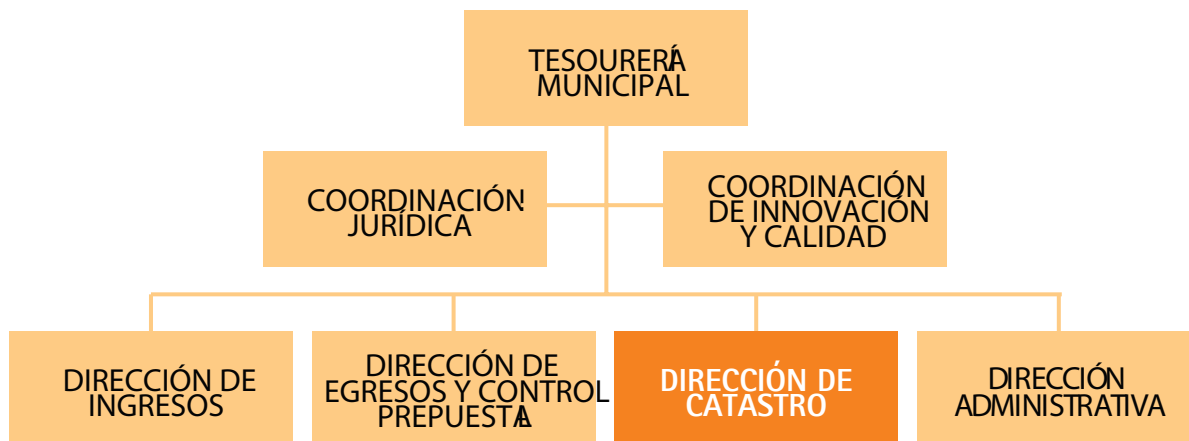 TESOURERÍA
MUNICIPAL
COORDINACIÓN
JURÍDICA
COORDINACIÓN
DE INNOVACIÓN
Y CALIDAD
DIRECCIÓN DE
INGRESOS
DIRECCIÓN DE
EGRESOS Y CONTROL
PREPUESTAL
DIRECCIÓN DE
CATASTRO
DIRECCIÓN
ADMINISTRATIVA